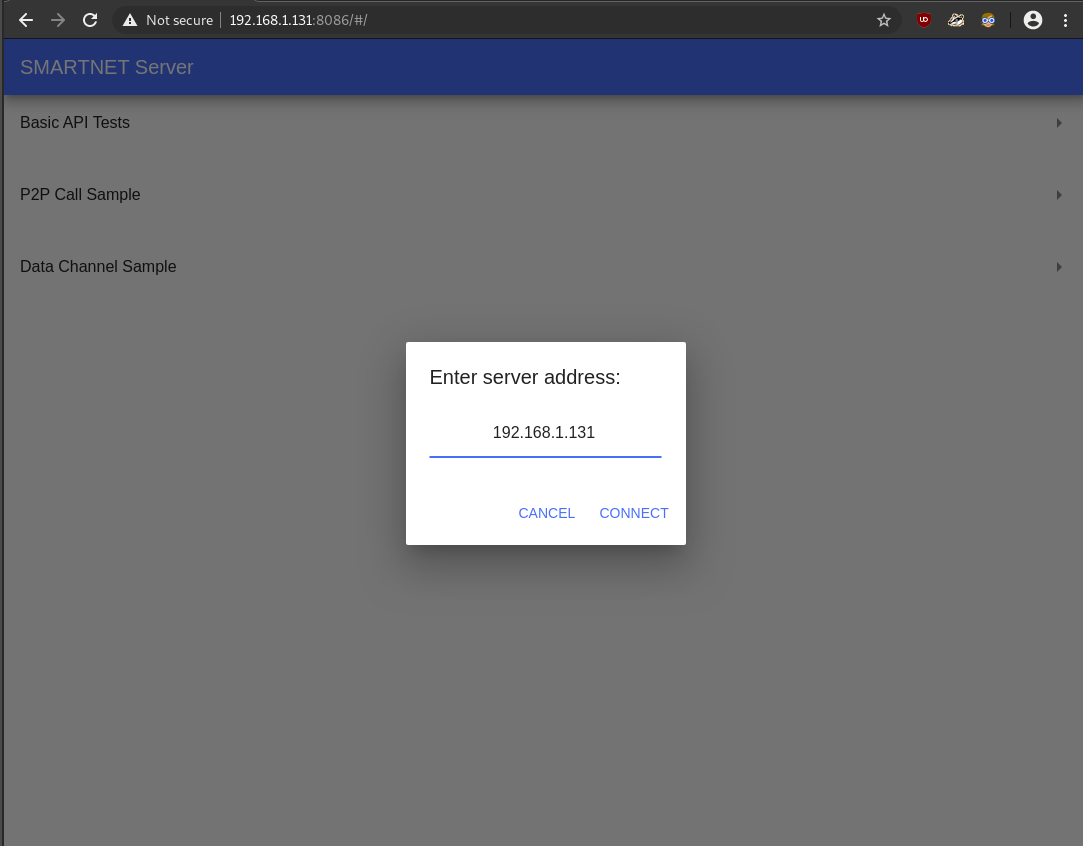 Not secure 192.168.1.131:8086/#/
SMARTNET Server
Basic API Tests
P2P Call Sample
Data Channel Sample
Enter server address:
192.168.1.131
CANCEL CONNECT